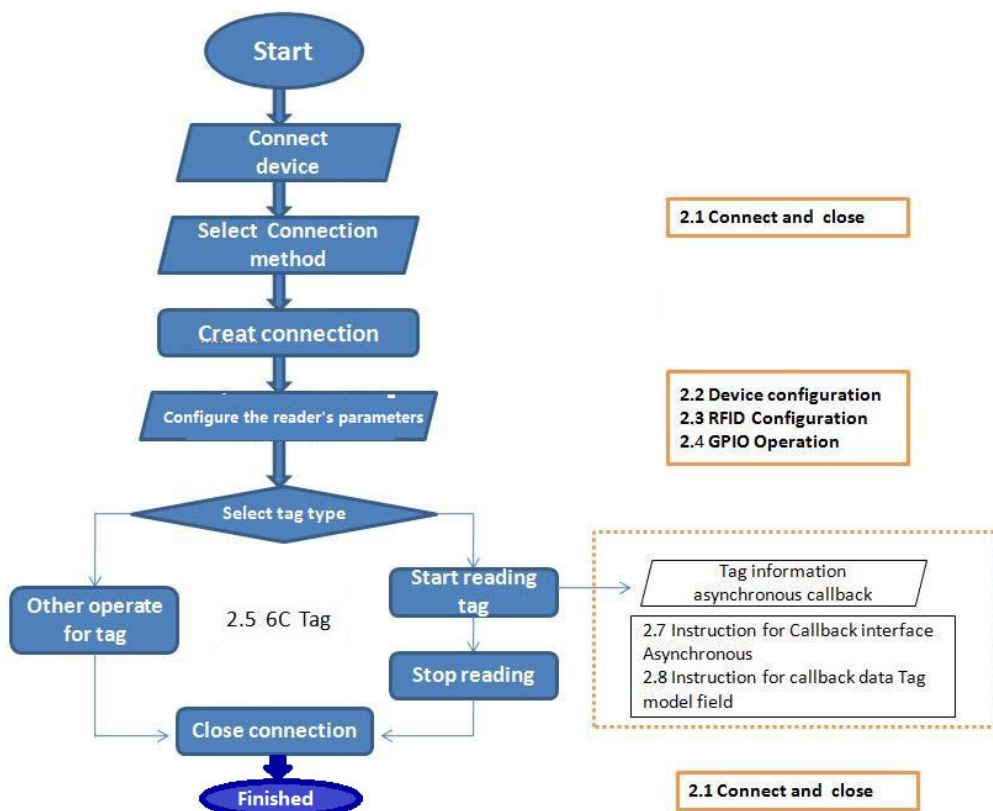 Start
Connect
device
Select Connection
method
2.1 Connect and close
Creat connection
Configure the reader's parameters
2.2 Device configuration
2.3 RFID Configuration
2.4 GPIO Operation
Select tag type
Other operate
for tag
2.5 6C Tag
Start reading
tag
Tag information
asynchronous callback
2.7 Instruction for Callback interface
Asynchronous
2.8 Instruction for callback data Tag
model field
Stop reading
Close connection
Finished
2.1 Connect and close